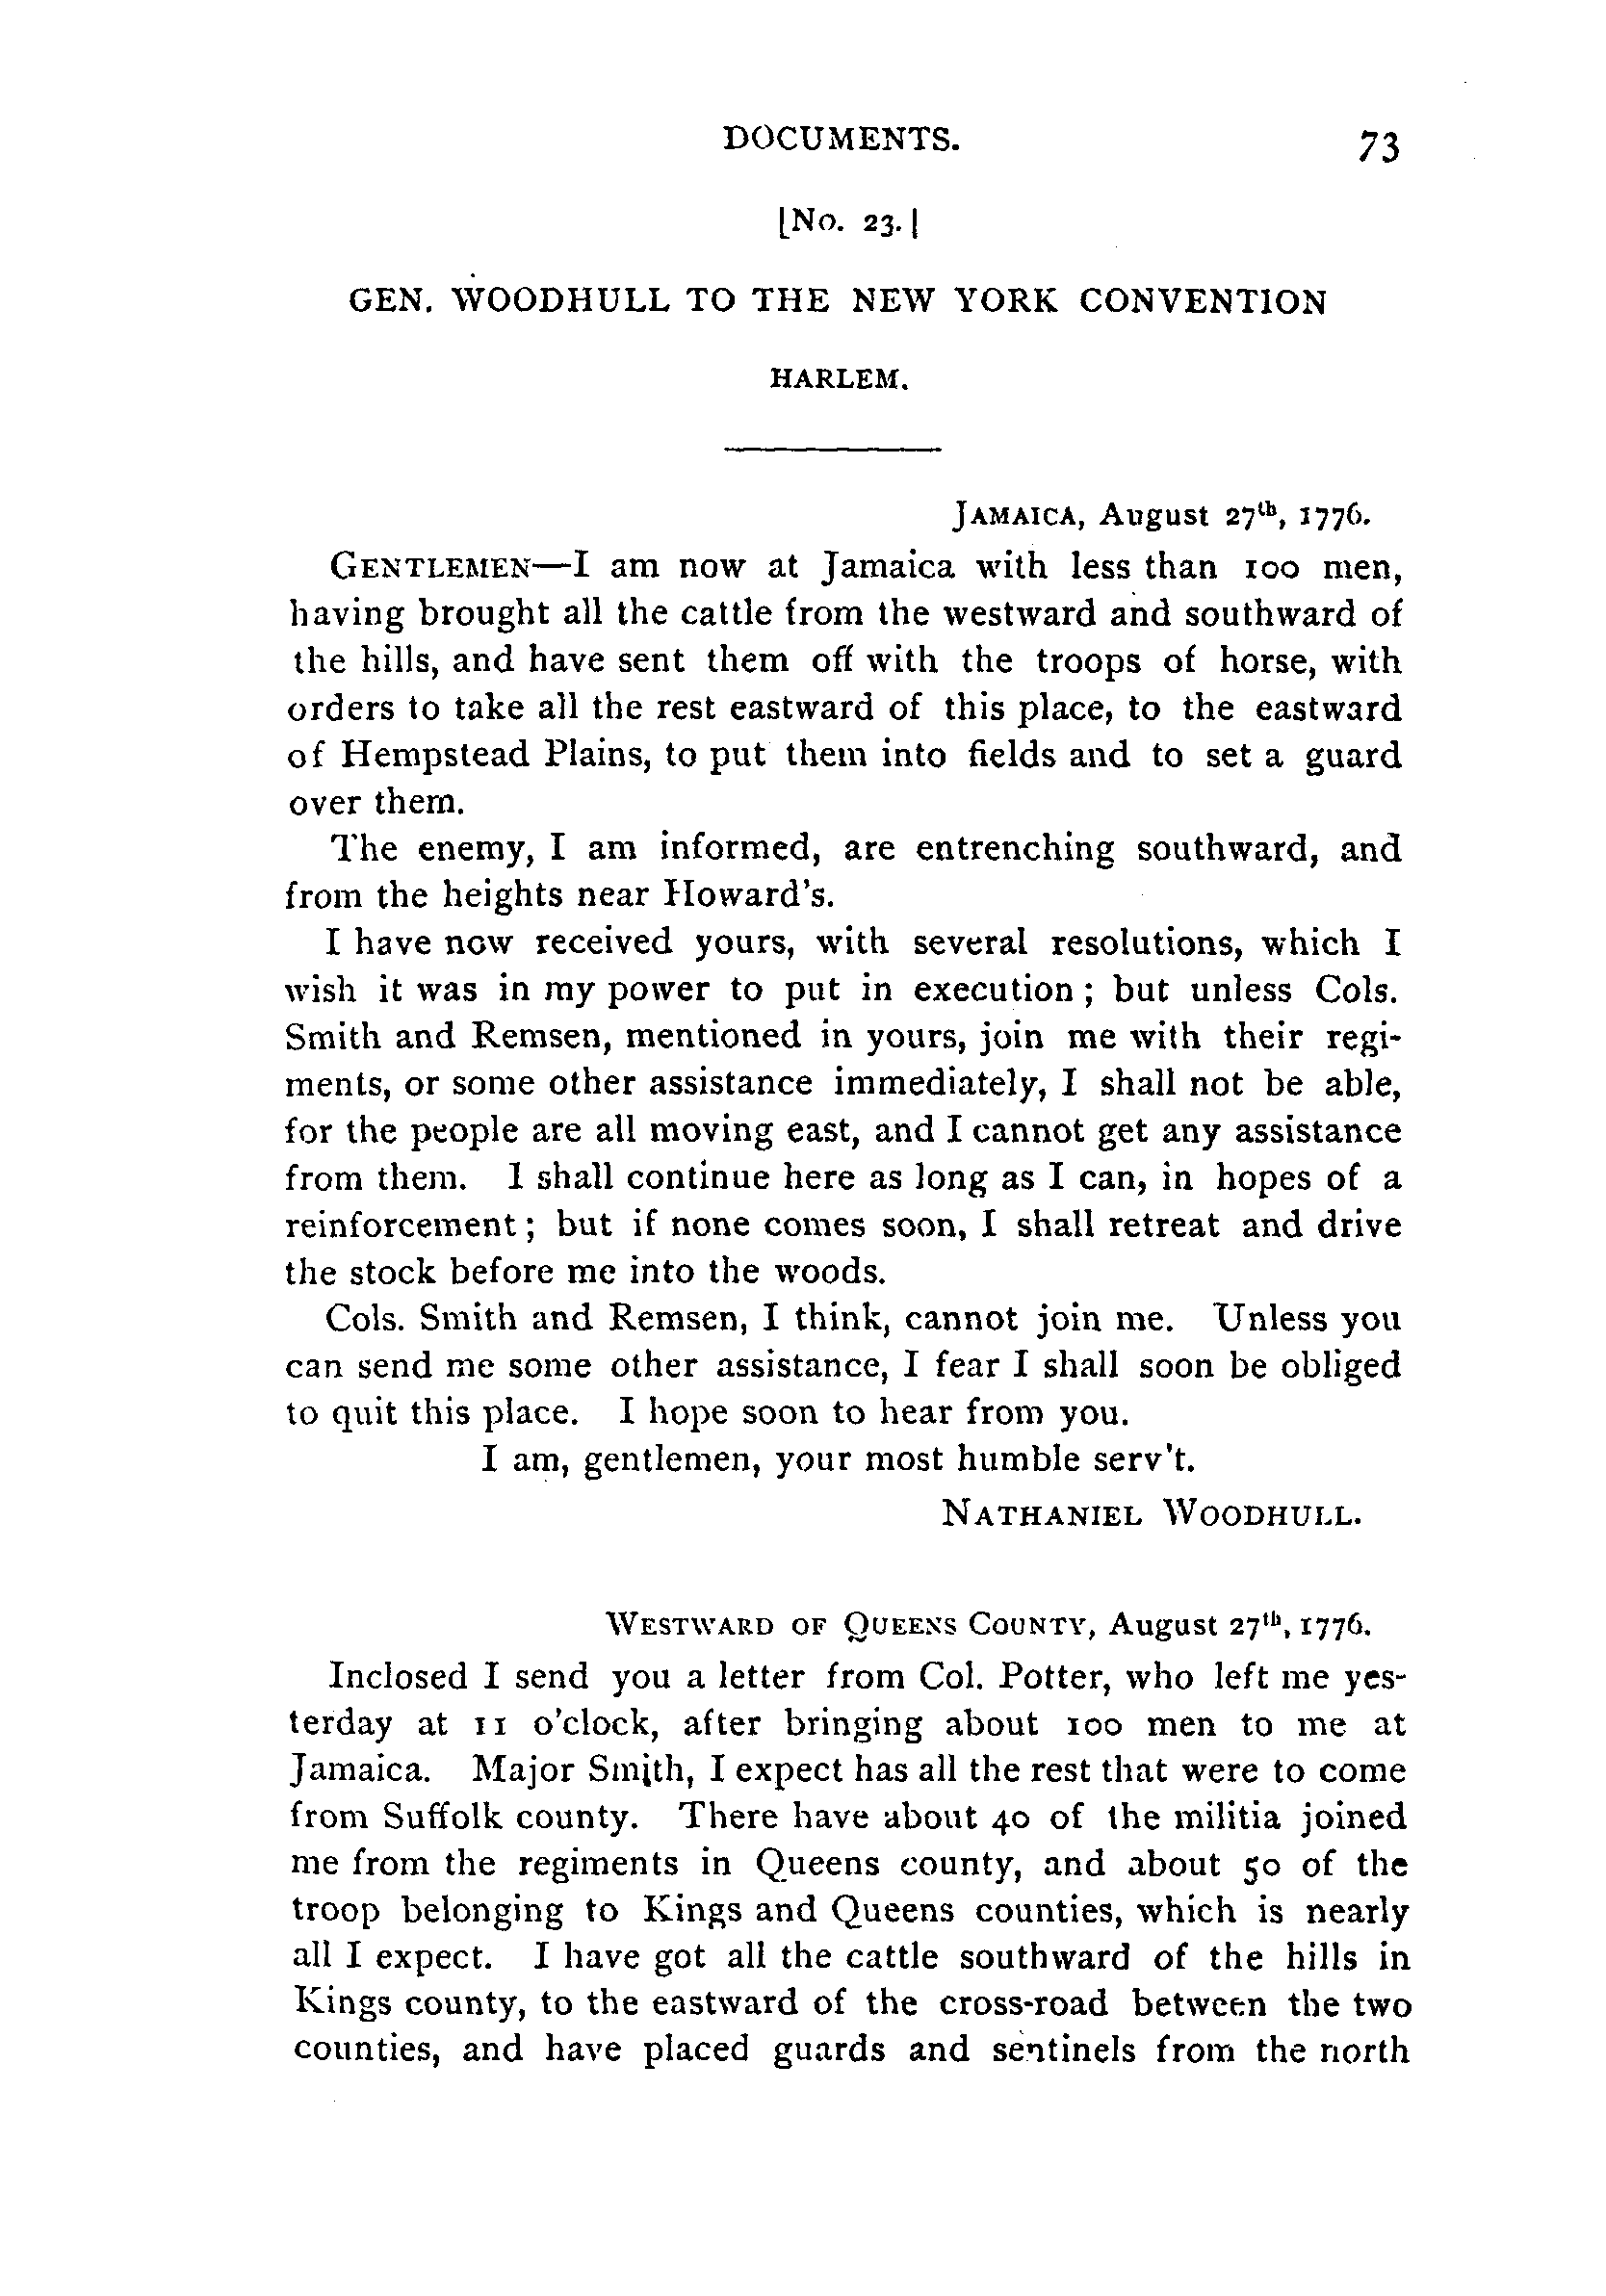 DOCUMENTS. 73
[No. 23.]
GEN. WOODHULL TO THE NEW YORK CONVENTION
HARLEM.
JAMAICA, August 27th, 1776.
GENTLEMEN—I am now at Jamaica with less than 100 men,
having brought all the cattle from the westward and southward of
the hills, and have sent them off with the troops of horse, with
orders to take all the rest eastward of this place, to the eastward
of Hempstead Plains, to put them into fields and to set a guard
over them.
The enemy, I am informed, are entrenching southward, and
from the heights near Howard's.
I have now received yours, with several resolutions, which I
wish it was in my power to put in execution; but unless Cols.
Smith and Remsen, mentioned in yours, join me with their regi-
ments, or some other assistance immediately, I shall not be able,
for the people are all moving east, and I cannot get any assistance
from them. I shall continue here as long as I can, in hopes of a
reinforcement; but if none comes soon, I shall retreat and drive
the stock before me into the woods.
Cols. Smith and Remsen, I think, cannot join me. Unless you
can send me some other assistance, I fear I shall soon be obliged
to quit this place. I hope soon to hear from you.
I am, gentlemen, your most humble serv't.
NATHANIEL WOODHULL.
WESTWARD OF QUEENS COUNTY, August 27th, 1776.
Inclosed I send you a letter from Col. Potter, who left me yes-
terday at 11 o'clock, after bringing about 100 men to me at
Jamaica. Major Smith, I expect has all the rest that were to come
from Suffolk county. There have about 40 of the militia joined
me from the regiments in Queens county, and about 50 of the
troop belonging to Kings and Queens counties, which is nearly
all I expect. I have got all the cattle southward of the hills in
Kings county, to the eastward of the cross-road between the two
counties, and have placed guards and sentinels from the north